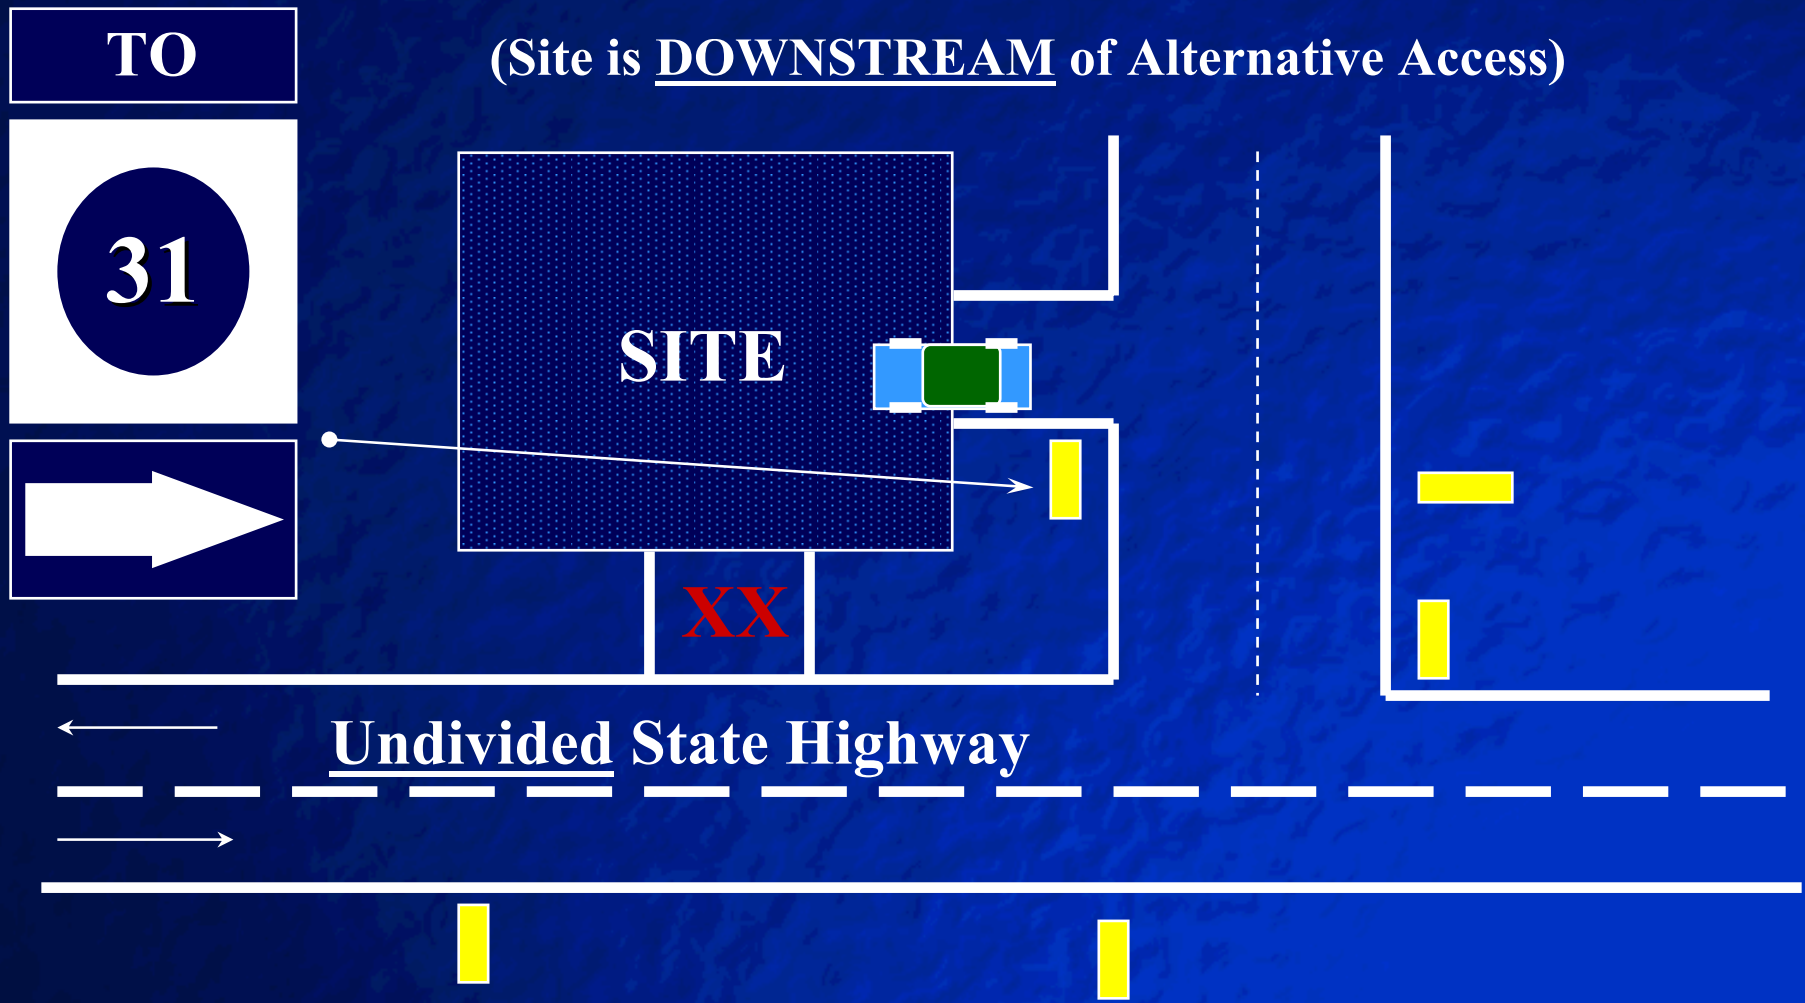 TO
(Site is DOWNSTREAM of Alternative Access)
31
SITE
XX
Undivided State Highway